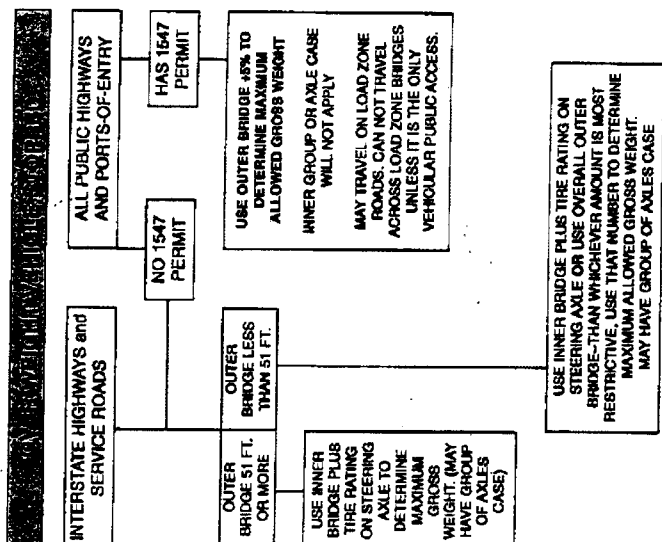 INTERSTATE HIGHWAYS and
SERVICE ROADS
ALL PUBLIC HIGHWAYS
AND PORTS-OF-ENTRY
NO 1547
PERMIT
HAS 1547
PERMIT
OUTER
BRIDGE 51 FT.
OR MORE
OUTER
BRIDGE LESS
THAN 51 FT.
USE OUTER BRIDGE +5% TO
DETERMINE MAXIMUM
ALLOWED GROSS WEIGHT
INNER GROUP OR AXLE CASE
WILL NOT APPLY
MAY TRAVEL ON LOAD ZONE
ROADS. CAN NOT TRAVEL
ACROSS LOAD ZONE BRIDGES
UNLESS IT IS THE ONLY
VEHICULAR PUBLIC ACCESS.
USE INNER
BRIDGE PLUS
TIRE RATING
ON STEERING
AXLE TO
DETERMINE
MAXIMUM
GROSS
WEIGHT. (MAY
HAVE GROUP
OF AXLES
CASE)
USE INNER BRIDGE PLUS TIRE RATING ON
STEERING AXLE OR USE OVERALL OUTER
BRIDGE-THAN WHICHEVER AMOUNT IS MOST
RESTRICTIVE, USE THAT NUMBER TO DETERMINE
MAXIMUM ALLOWED GROSS WEIGHT.
MAY HAVE GROUP OF AXLES CASE